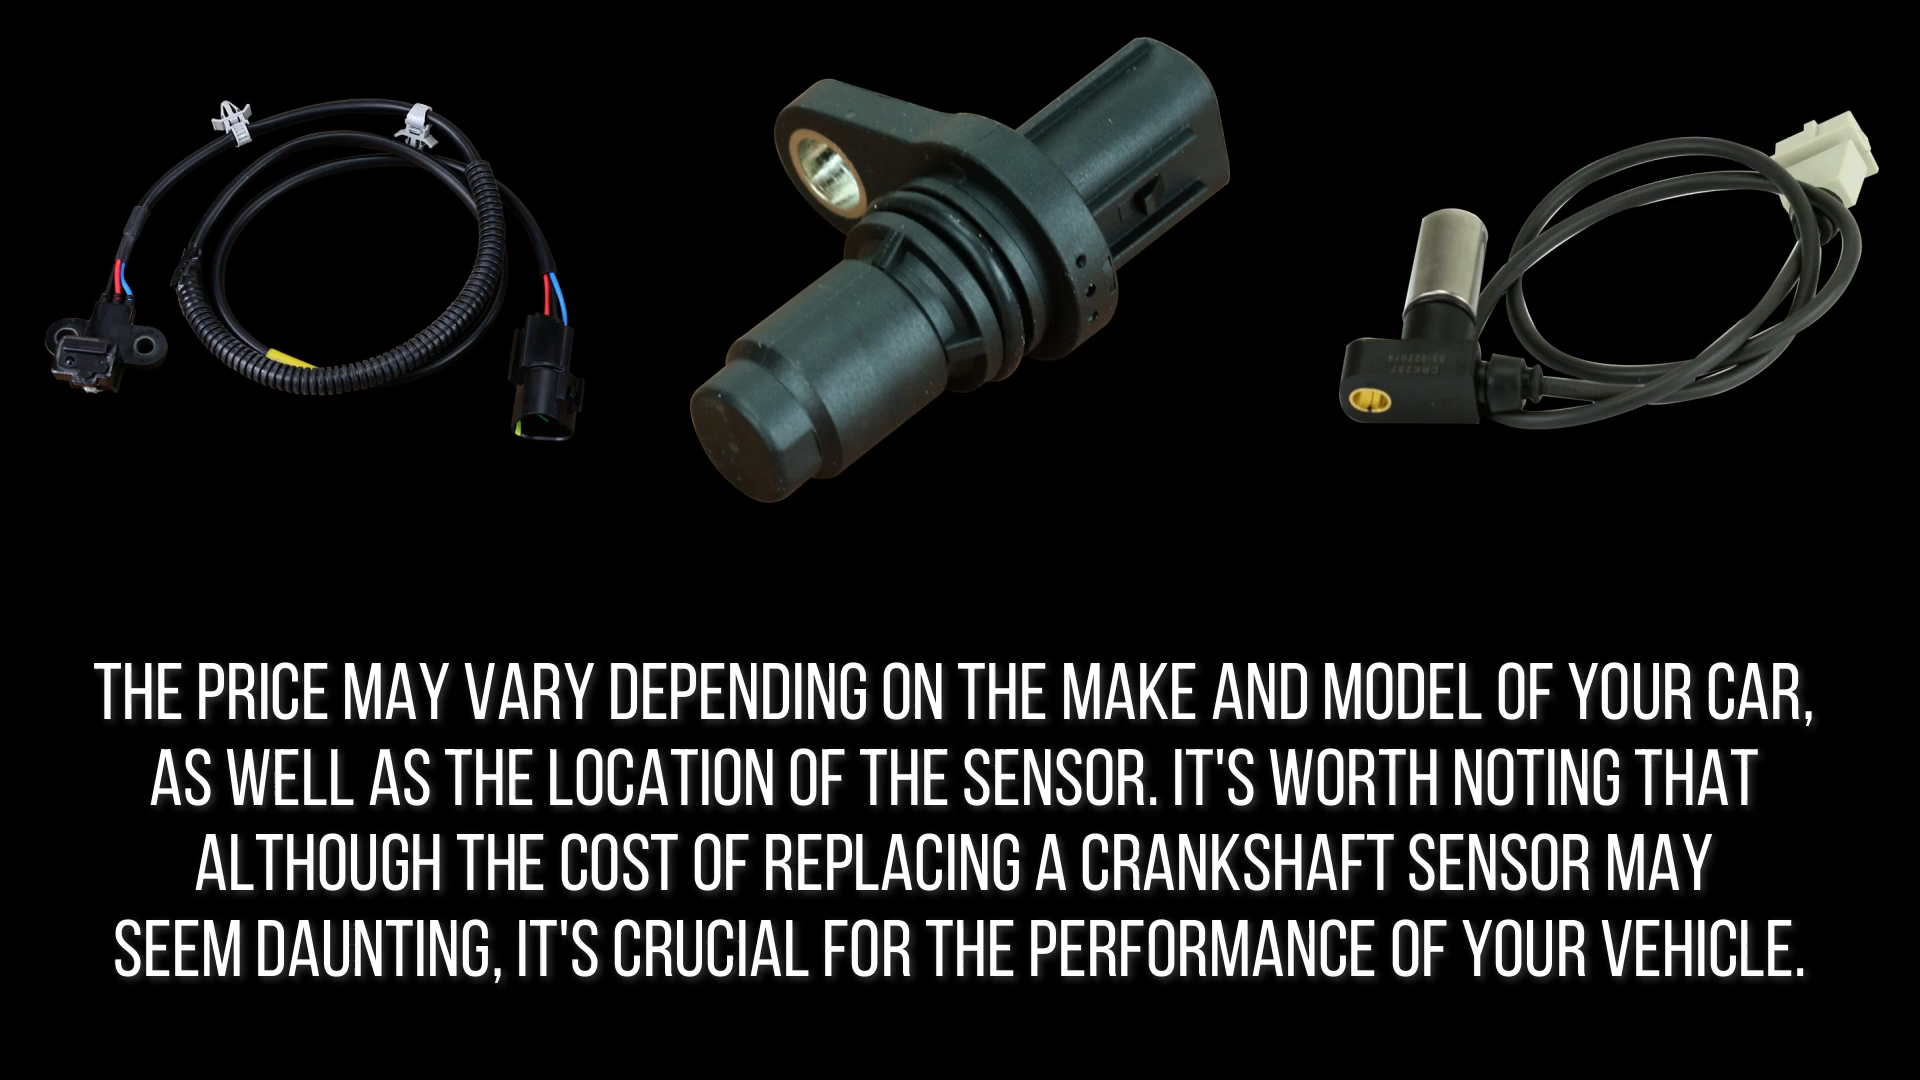 THE PRICE MAY VARY DEPENDING ON THE MAKE AND MODEL OF YOUR CAR,
AS WELL AS THE LOCATION OF THE SENSOR. IT'S WORTH NOTING THAT
ALTHOUGH THE COST OF REPLACING A CRANKSHAFT SENSOR MAY
SEEM DAUNTING, IT'S CRUCIAL FOR THE PERFORMANCE OF YOUR VEHICLE.